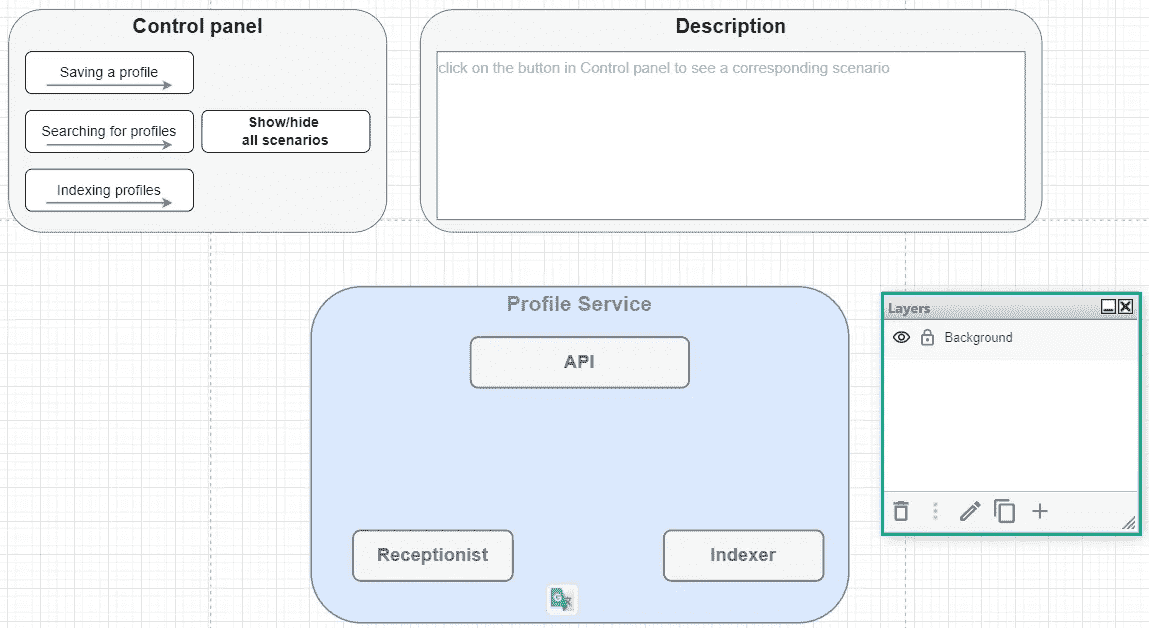 Control panel
Saving a profile
Searching for profiles
Show/hide
all scenarios
Indexing profiles
Description
click on the button in Control panel to see a corresponding scenario
Profile Service
API
Receptionist
Indexer
Layers
Background